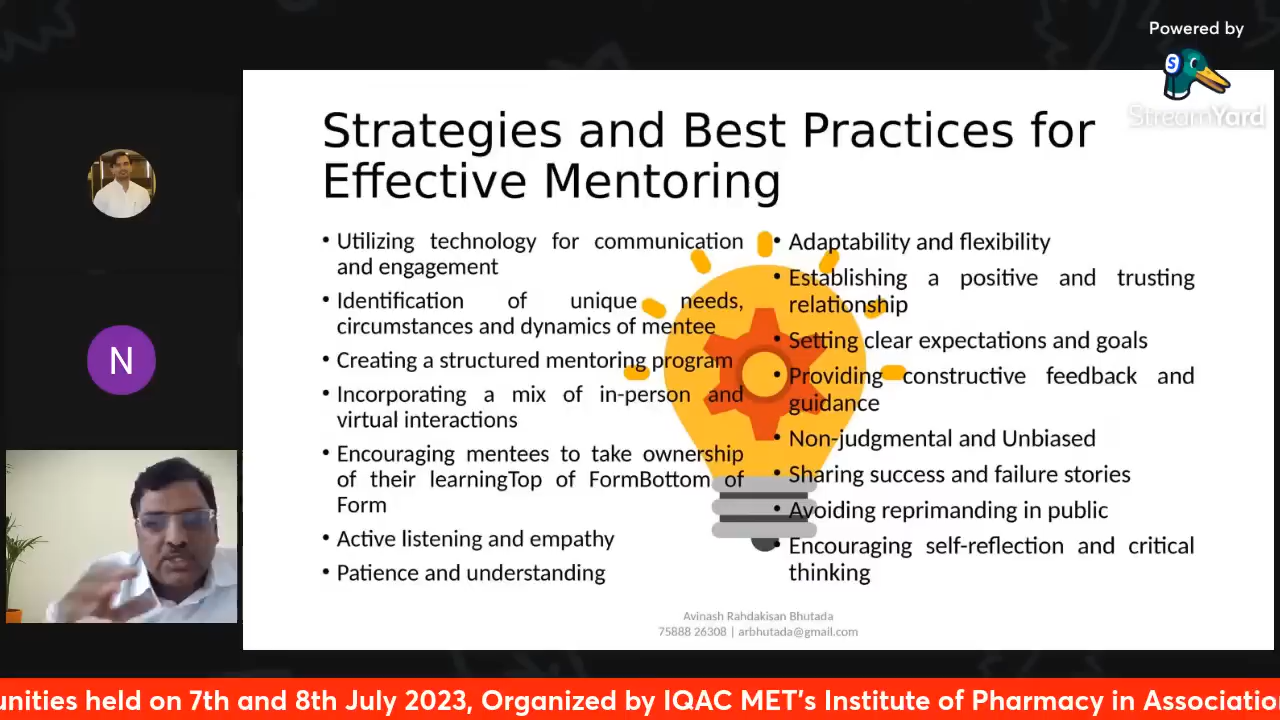 Powered by
StreamYard
Strategies and Best Practices for
Effective Mentoring
• Utilizing technology for communication
and engagement
• Identification of unique needs,
circumstances and dynamics of mentee
• Creating a structured mentoring program
• Incorporating a mix of in-person and
virtual interactions
• Encouraging mentees to take ownership
of their learningTop of FormBottom of
Form
• Active listening and empathy
• Patience and understanding
• Adaptability and flexibility
• Establishing a positive and trusting
relationship
• Setting clear expectations and goals
• Providing constructive feedback and
guidance
• Non-judgmental and Unbiased
• Sharing success and failure stories
• Avoiding reprimanding in public
• Encouraging self-reflection and critical
thinking
Avinash Rahdakisan Bhutada
75888 26308 | arbhutada@gmail.com
N
unities held on 7th and 8th July 2023, Organized by IQAC MET's Institute of Pharmacy in Association